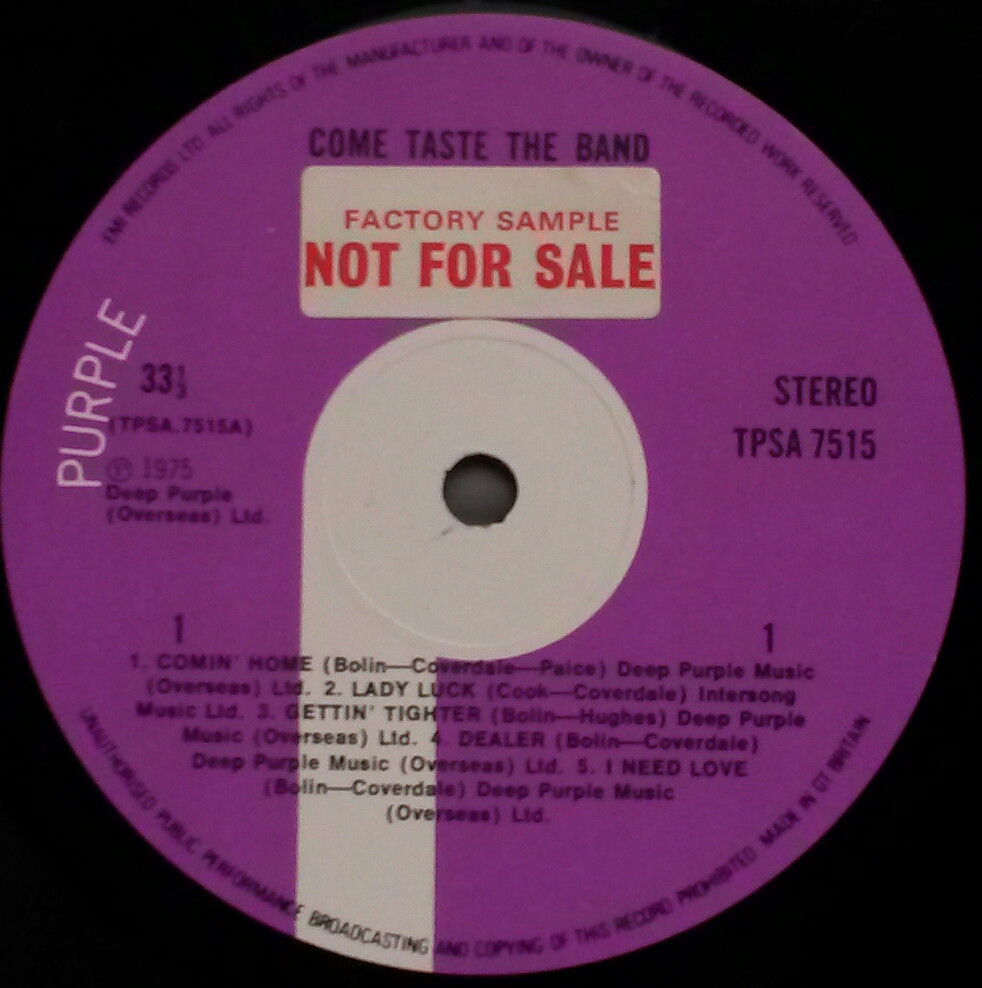 EMI RECORDS LTD ALL RIGHTS OF THE MANUFACTURER AND OF THE OWNER OF THE RECORDED WORK RESERVED
COME TASTE THE BAND
FACTORY SAMPLE
NOT FOR SALE
PURPLE
33⅓
STEREO
(TPSA.7515A)
TPSA 7515
Ⓟ 1975
Deep Purple
(Overseas) Ltd.
1
1
1. COMIN' HOME (Bolin—Coverdale—Paice) Deep Purple Music
(Overseas) Ltd. 2. LADY LUCK (Cook—Coverdale) Intersong
Music Ltd. 3. GETTIN' TIGHTER (Bolin—Hughes) Deep Purple
Music (Overseas) Ltd. 4. DEALER (Bolin—Coverdale)
Deep Purple Music (Overseas) Ltd. 5. I NEED LOVE
(Bolin—Coverdale) Deep Purple Music
(Overseas) Ltd.
UNAUTHORISED PUBLIC PERFORMANCE BROADCASTING AND COPYING OF THIS RECORD PROHIBITED MADE IN GT BRITAIN